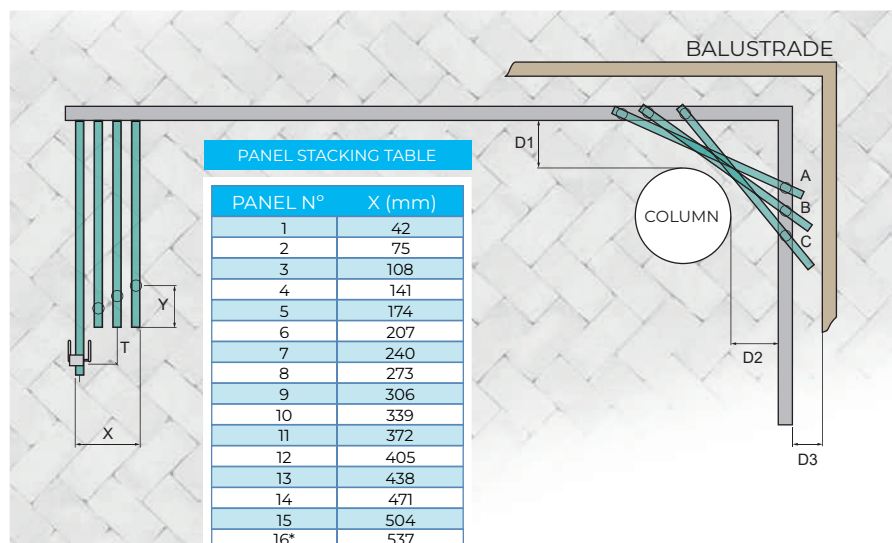 BALUSTRADE
D1
A
B
C
COLUMN
D2
D3
Y
T
X
PANEL STACKING TABLE
PANEL Nº X (mm)
1 42
2 75
3 108
4 141
5 174
6 207
7 240
8 273
9 306
10 339
11 372
12 405
13 438
14 471
15 504
16* 537